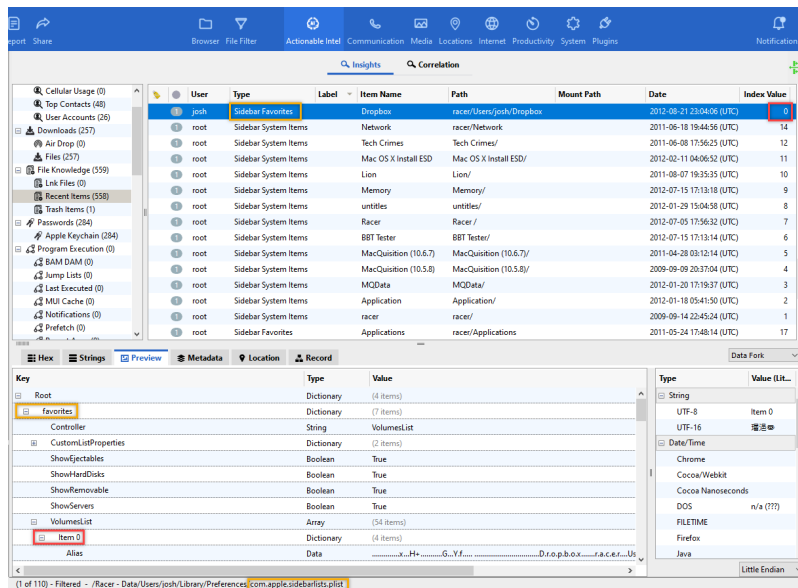 eport Share Browser File Filter Actionable Intel Communication Media Locations Internet Productivity System Plugins Notification
Insights Correlation
Cellular Usage (0)
Top Contacts (48)
User Accounts (26)
Downloads (257)
Air Drop (0)
Files (257)
File Knowledge (559)
Lnk Files (0)
Recent Items (558)
Trash Items (1)
Passwords (284)
Apple Keychain (284)
Program Execution (0)
BAM DAM (0)
Jump Lists (0)
Last Executed (0)
MUI Cache (0)
Notifications (0)
Prefetch (0)
User Type Label Item Name Path Mount Path Date Index Value
1 josh Sidebar Favorites Dropbox racer/Users/josh/Dropbox 2012-08-21 23:04:06 (UTC) 0
1 root Sidebar System Items Network racer/Network 2011-06-18 19:44:56 (UTC) 14
1 root Sidebar System Items Tech Crimes Tech Crimes/ 2011-06-08 17:56:25 (UTC) 12
1 root Sidebar System Items Mac OS X Install ESD Mac OS X Install ESD/ 2012-02-11 04:06:52 (UTC) 11
1 root Sidebar System Items Lion Lion/ 2011-08-07 19:35:35 (UTC) 10
1 root Sidebar System Items Memory Memory/ 2012-07-15 17:13:18 (UTC) 9
1 root Sidebar System Items untitles untitles/ 2012-01-29 15:04:58 (UTC) 8
1 root Sidebar System Items Racer Racer / 2012-07-05 17:56:32 (UTC) 7
1 root Sidebar System Items BBT Tester BBT Tester/ 2012-07-15 17:13:14 (UTC) 6
1 root Sidebar System Items MacQuisition (10.6.7) MacQuisition (10.6.7)/ 2011-04-28 03:12:14 (UTC) 5
1 root Sidebar System Items MacQuisition (10.5.8) MacQuisition (10.5.8)/ 2009-09-09 20:37:04 (UTC) 4
1 root Sidebar System Items MQData MQData/ 2012-01-20 17:19:37 (UTC) 3
1 root Sidebar System Items Application Application/ 2012-01-18 05:41:50 (UTC) 2
1 root Sidebar System Items racer racer/ 2009-09-14 22:45:24 (UTC) 1
1 root Sidebar Favorites Applications racer/Applications 2011-05-24 17:48:14 (UTC) 17
Hex Strings Preview Metadata Location Record Data Fork
Key Type Value
Root Dictionary (4 items)
favorites Dictionary (7 items)
Controller String VolumesList
CustomListProperties Dictionary (2 items)
ShowEjectables Boolean True
ShowHardDisks Boolean True
ShowRemovable Boolean True
ShowServers Boolean True
VolumesList Array (54 items)
Item 0 Dictionary (4 items)
Alias Data
Type Value (Lit...
String
UTF-8 Item 0
UTF-16
Date/Time
Chrome
Cocoa/Webkit
Cocoa Nanoseconds
DOS n/a (???)
FILETIME
Firefox
Java
Little Endian
(1 of 110) - Filtered - /Racer - Data/Users/josh/Library/Preferences/com.apple.sidebarlists.plist